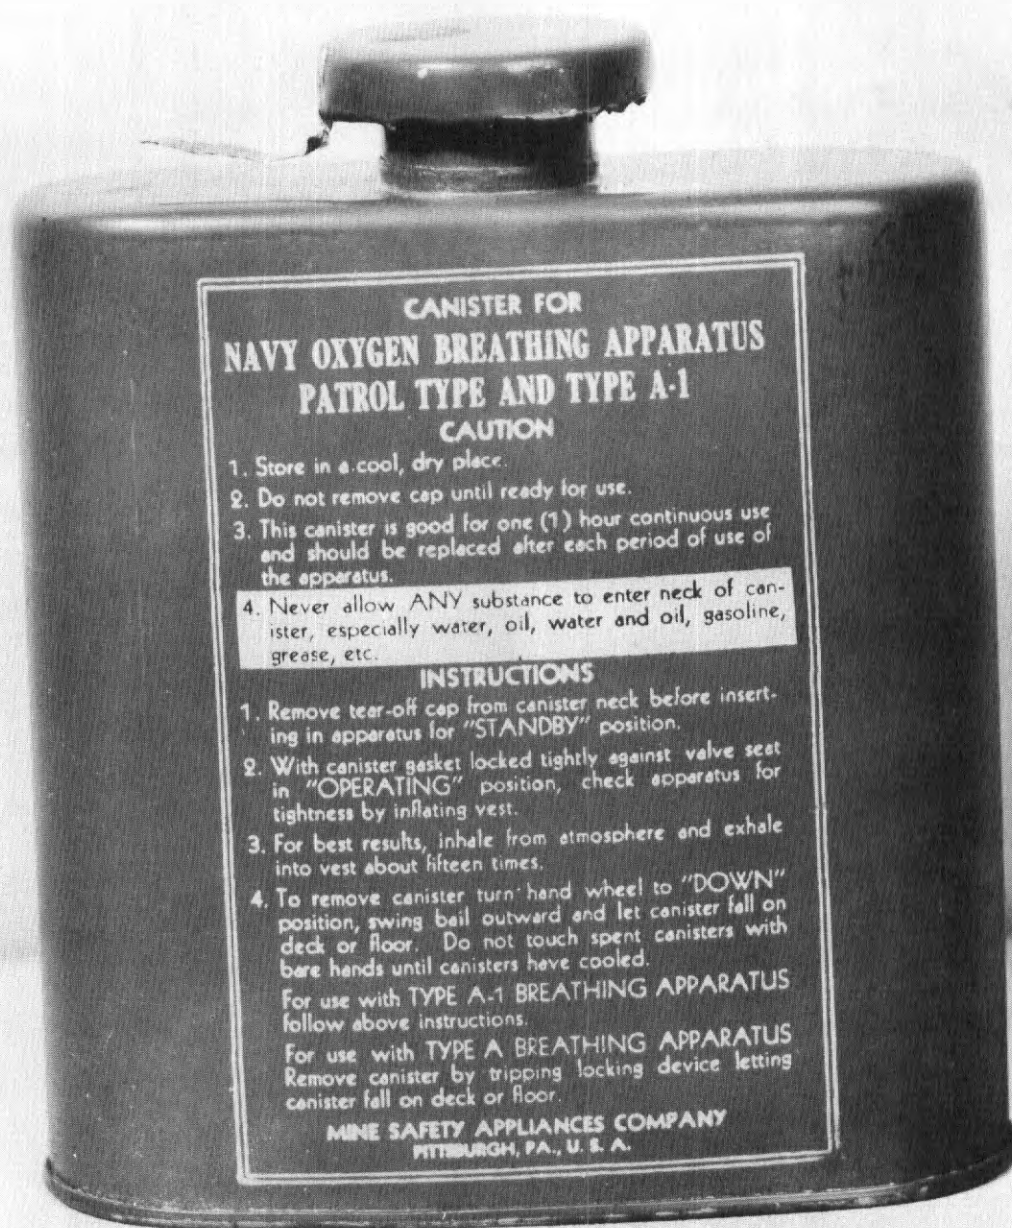 CANISTER FOR
NAVY OXYGEN BREATHING APPARATUS
PATROL TYPE AND TYPE A-1
CAUTION
1. Store in a cool, dry place.
2. Do not remove cap until ready for use.
3. This canister is good for one (1) hour continuous use
and should be replaced after each period of use of
the apparatus.
4. Never allow ANY substance to enter neck of can-
ister, especially water, oil, water and oil, gasoline,
grease, etc.
INSTRUCTIONS
1. Remove tear-off cap from canister neck before insert-
ing in apparatus for "STANDBY" position.
2. With canister gasket locked tightly against valve seat
in "OPERATING" position, check apparatus for
tightness by inflating vest.
3. For best results, inhale from atmosphere and exhale
into vest about fifteen times.
4. To remove canister turn hand wheel to "DOWN"
position, swing bail outward and let canister fall on
deck or floor. Do not touch spent canisters with
bare hands until canisters have cooled.
For use with TYPE A-1 BREATHING APPARATUS
follow above instructions.
For use with TYPE A BREATHING APPARATUS
Remove canister by tripping locking device letting
canister fall on deck or floor.
MINE SAFETY APPLIANCES COMPANY
PITTSBURGH, PA., U. S. A.